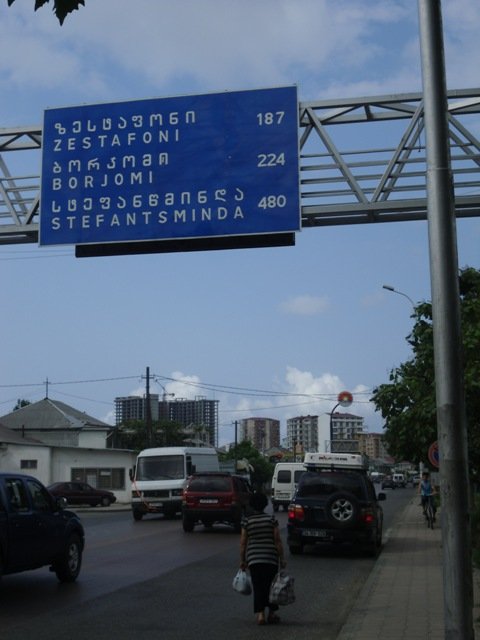 ზესტაფონი 187
ZESTAFONI
ბორჯომი 224
BORJOMI
სტეფანწმინდა 480
STEFANTSMINDA